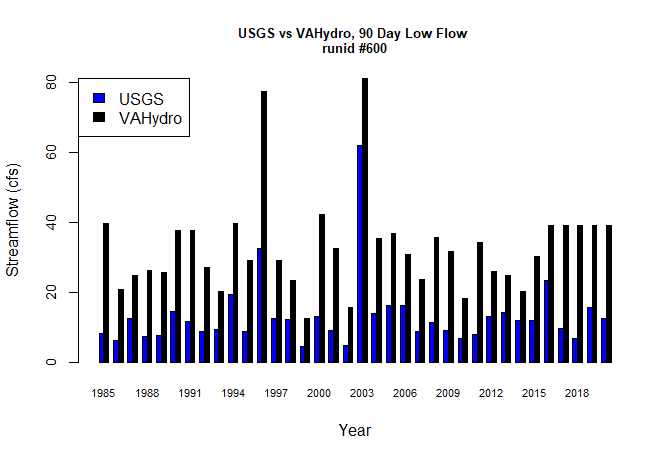 USGS vs VAHydro, 90 Day Low Flow
runid #600
USGS
VAHydro
Streamflow (cfs)
80
60
40
20
0
1985 1988 1991 1994 1997 2000 2003 2006 2009 2012 2015 2018
Year